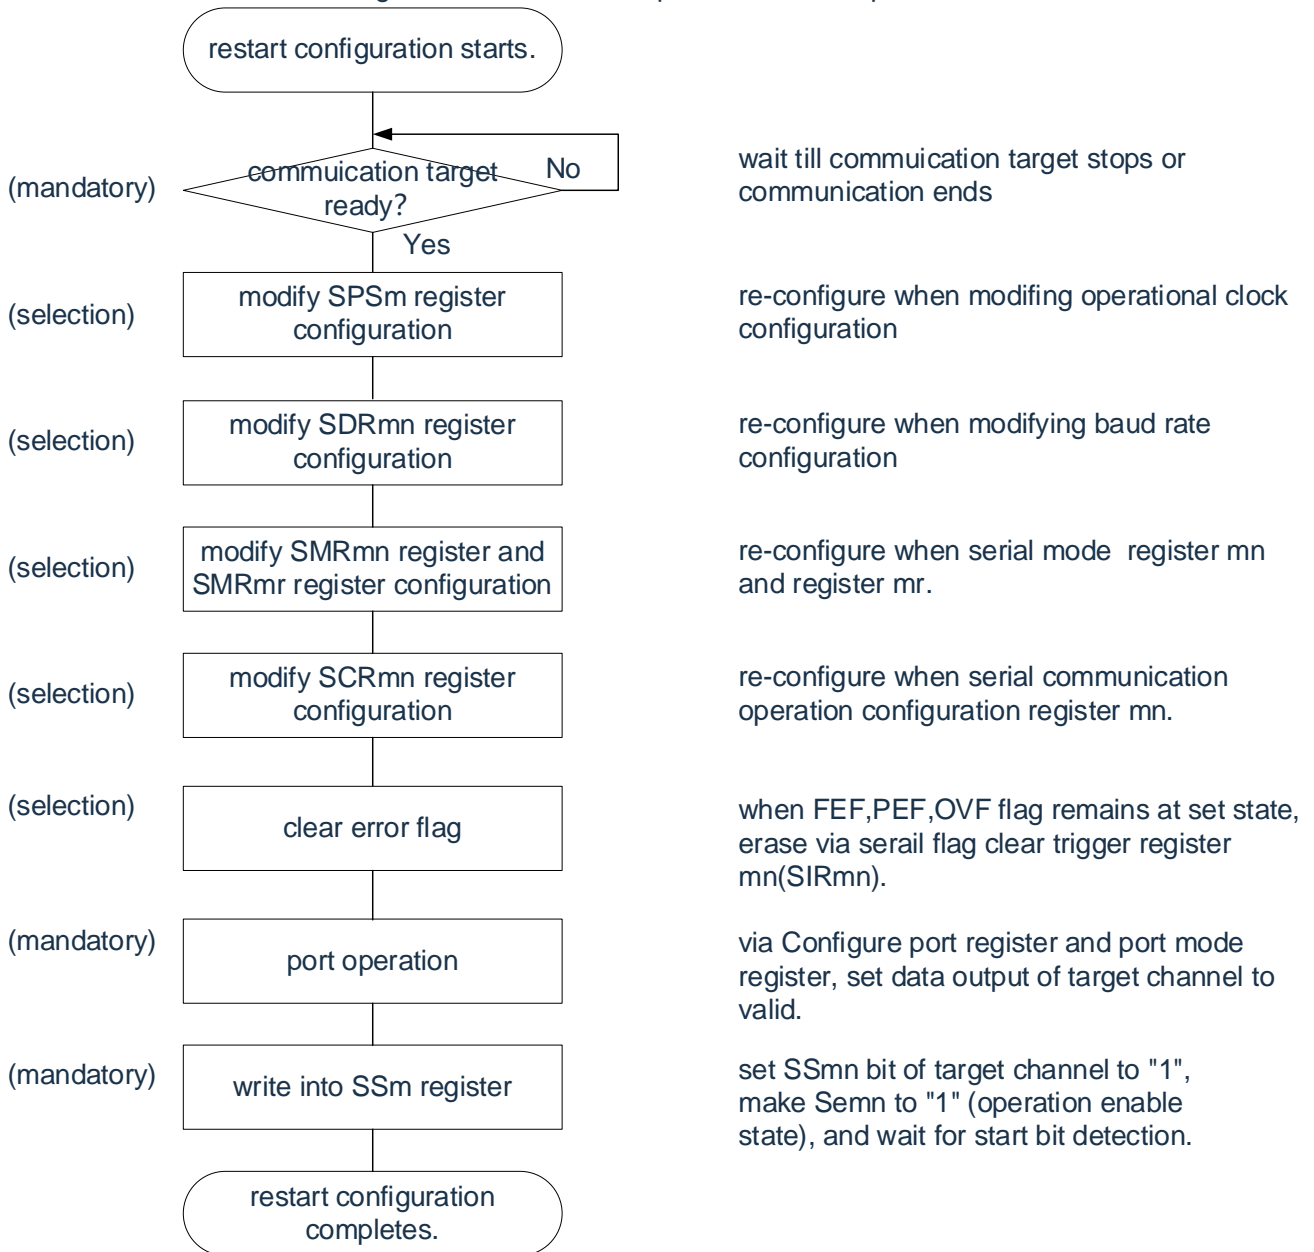 restart configuration starts.
commuication target
ready?
No
(mandatory)
wait till commuication target stops or
communication ends
Yes
(selection)
modify SPSm register
configuration
re-configure when modifing operational clock
configuration
(selection)
modify SDRmn register
configuration
re-configure when modifying baud rate
configuration
(selection)
modify SMRmn register and
SMRmr register configuration
re-configure when serial mode register mn
and register mr.
(selection)
modify SCRmn register
configuration
re-configure when serial communication
operation configuration register mn.
(selection)
clear error flag
when FEF,PEF,OVF flag remains at set state,
erase via serail flag clear trigger register
mn(SIRmn).
(mandatory)
port operation
via Configure port register and port mode
register, set data output of target channel to
valid.
(mandatory)
write into SSm register
set SSmn bit of target channel to "1",
make Semn to "1" (operation enable
state), and wait for start bit detection.
restart configuration
completes.